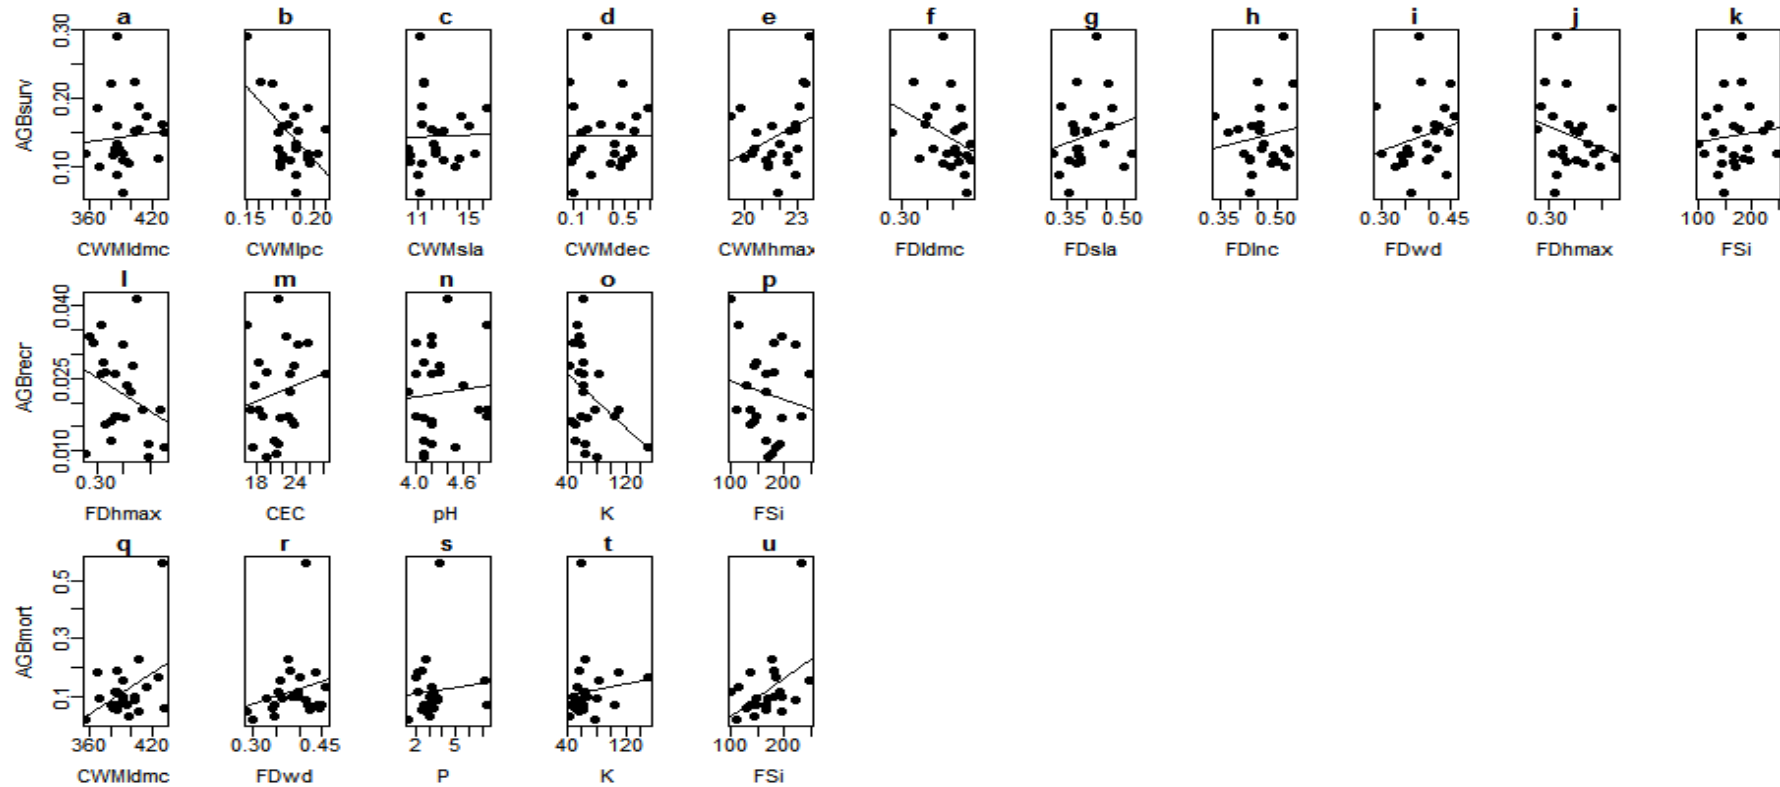 a b c d e f g h i j k
AGBsurv
0.10 0.20 0.30
360 420 0.15 0.20 11 15 0.1 0.5 20 23 0.30 0.35 0.50 0.35 0.50 0.30 0.45 0.30 100 200
CWMldmc CWMlpc CWMsla CWMdec CWMhmax FDldmc FDsla FDlnc FDwd FDhmax FSi
l m n o p
AGBrecr
0.010 0.025 0.040
0.30 18 24 4.0 4.6 40 120 100 200
FDhmax CEC pH K FSi
q r s t u
AGBmort
0.1 0.3 0.5
360 420 0.30 0.45 2 5 40 120 100 200
CWMldmc FDwd P K FSi